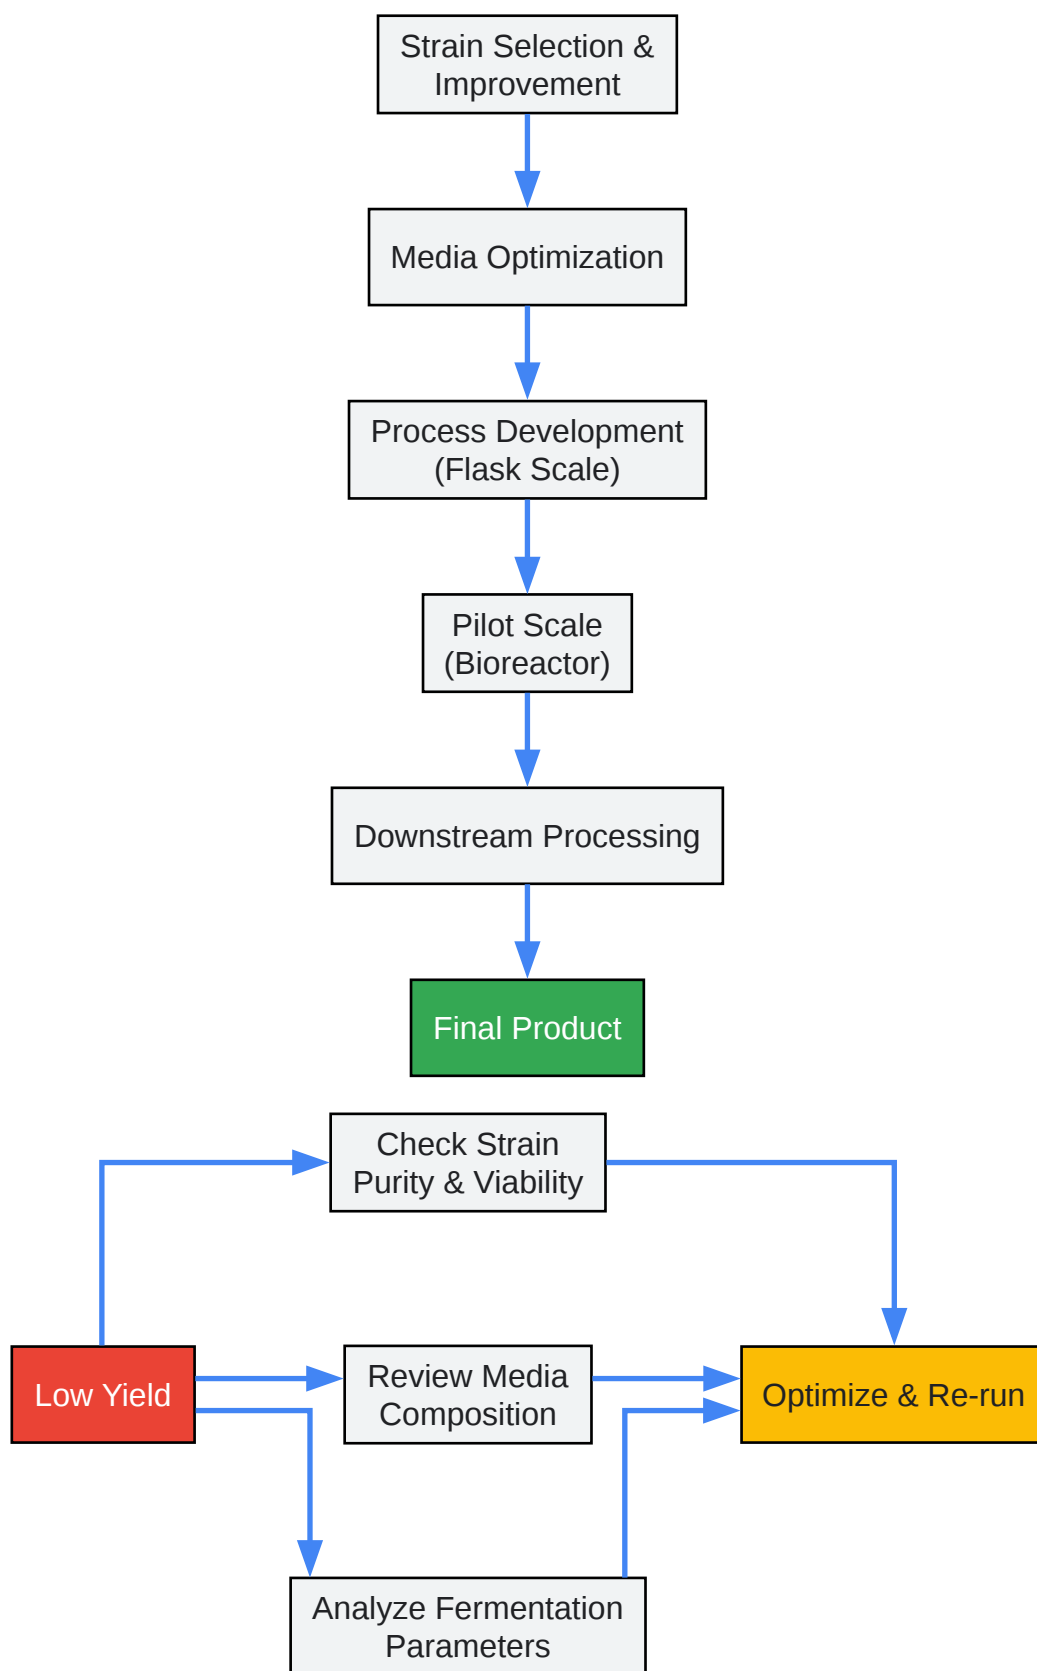 Strain Selection &
Improvement
Media Optimization
Process Development
(Flask Scale)
Pilot Scale
(Bioreactor)
Downstream Processing
Final Product
Check Strain
Purity & Viability
Low Yield
Review Media
Composition
Optimize & Re-run
Analyze Fermentation
Parameters